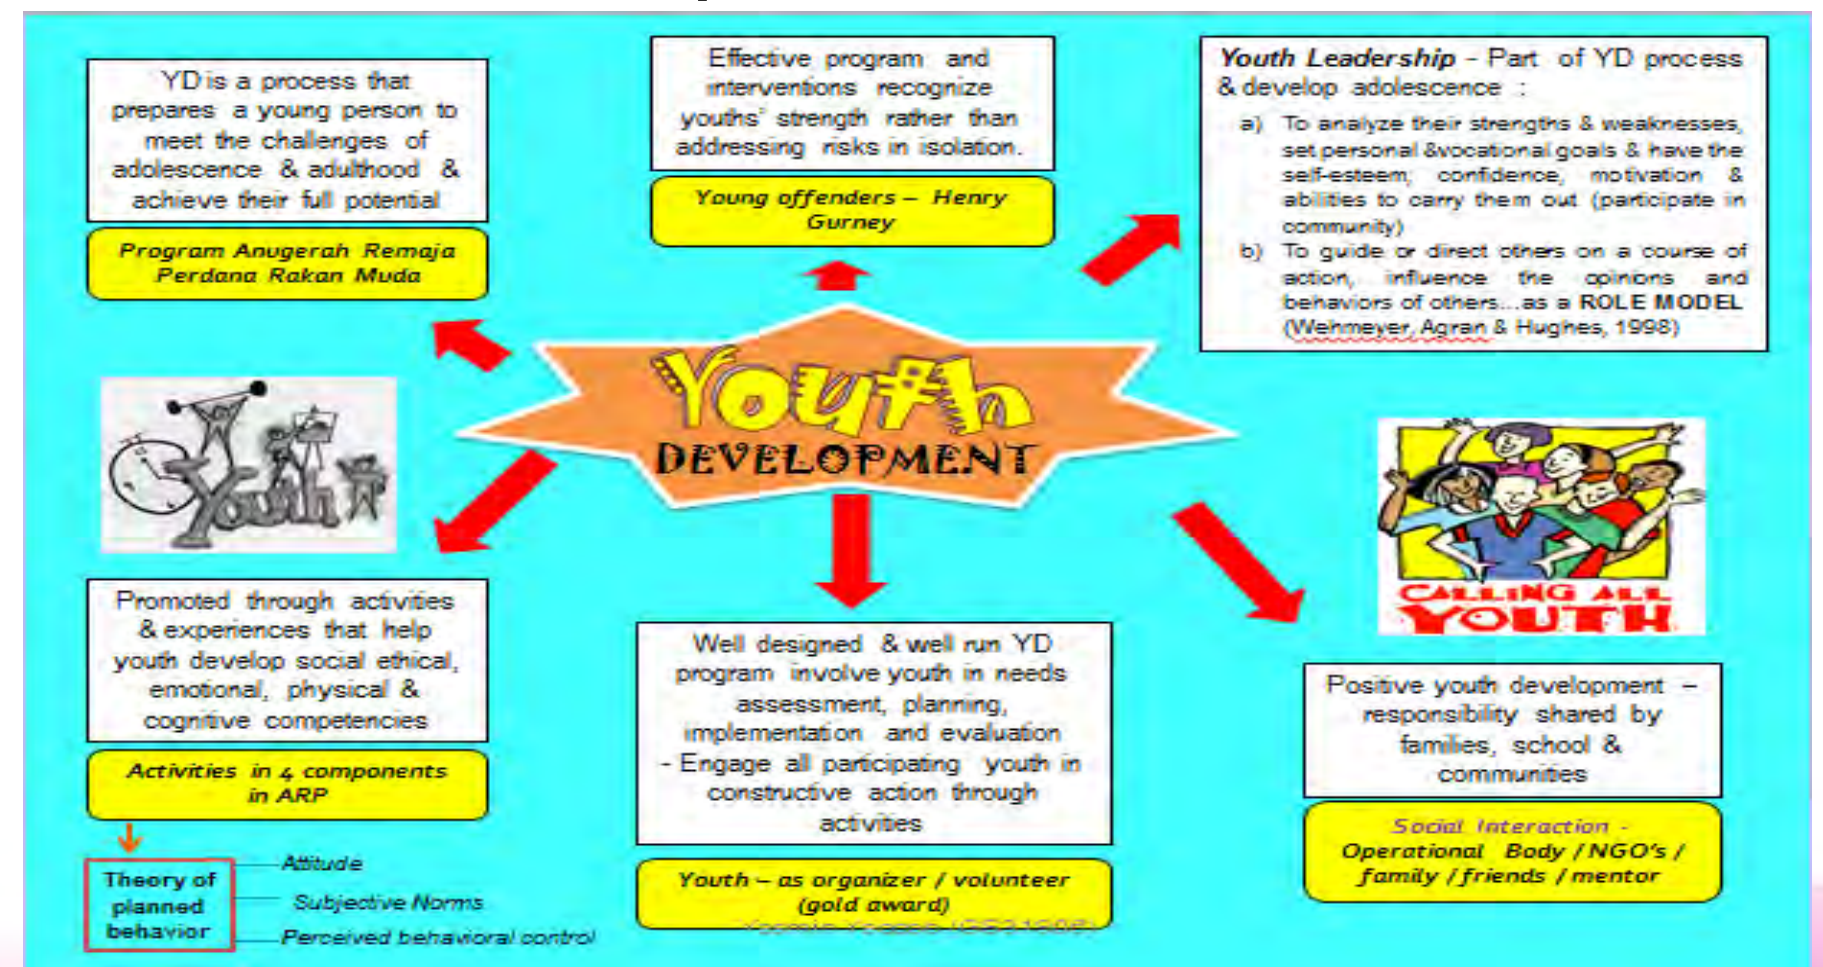 YD is a process that
prepares a young person to
meet the challenges of
adolescence & adulthood &
achieve their full potential
Program Anugerah Remaja
Perdana Rakan Muda
Effective program and
interventions recognize
youths' strength rather than
addressing risks in isolation.
Young offenders – Henry
Gurney
Youth Leadership - Part of YD process
& develop adolescence :
a) To analyze their strengths & weaknesses,
set personal &vocational goals & have the
self-esteem, confidence, motivation &
abilities to carry them out (participate in
community)
b) To guide or direct others on a course of
action, influence the opinions and
behaviors of others...as a ROLE MODEL
(Wehmeyer, Agran & Hughes, 1998)
Youth
DEVELOPMENT
Youth
CALLING ALL
YOUTH
Promoted through activities
& experiences that help
youth develop social ethical,
emotional, physical &
cognitive competencies
Activities in 4 components
in ARP
Theory of
planned
behavior
Attitude
Subjective Norms
Perceived behavioral control
Well designed & well run YD
program involve youth in needs
assessment, planning,
implementation and evaluation
- Engage all participating youth in
constructive action through
activities
Youth – as organizer / volunteer
(gold award)
Positive youth development –
responsibility shared by
families, school &
communities
Social Interaction -
Operational Body / NGO's /
family / friends / mentor